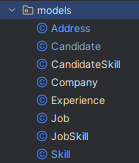 models
Address
Candidate
CandidateSkill
Company
Experience
Job
JobSkill
Skill